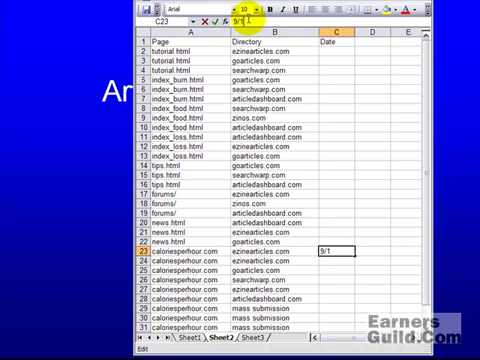 Arial 10 B I U
C23 9/1
A B C D E
1 Page Directory Date
2 tutorial.html ezinearticles.com
3 tutorial.html goarticles.com
4 tutorial.html searchwarp.com
5 index_burn.html goarticles.com
6 index_burn.html searchwarp.com
7 index_burn.html ezinearticles.com
8 index_burn.html articledashboard.com
9 index_food.html zinos.com
10 index_food.html articledashboard.com
11 index_loss.html articledashboard.com
12 index_loss.html ezinearticles.com
13 index_loss.html goarticles.com
14 tips.html goarticles.com
15 tips.html searchwarp.com
16 tips.html articledashboard.com
17 forums/ ezinearticles.com
18 forums/ zinos.com
19 forums/ articledashboard.com
20 news.html articledashboard.com
21 news.html ezinearticles.com
22 news.html goarticles.com
23 caloriesperhour.com ezinearticles.com 9/1
24 caloriesperhour.com ezinearticles.com
25 caloriesperhour.com goarticles.com
26 caloriesperhour.com searchwarp.com
27 caloriesperhour.com ezinearticles.com
28 caloriesperhour.com articledashboard.com
29 caloriesperhour.com mass submission
30 caloriesperhour.com mass submission
31 caloriesperhour.com mass submission
Sheet1 Sheet2 Sheet3
Edit
Ar
Earners
Guild.Com